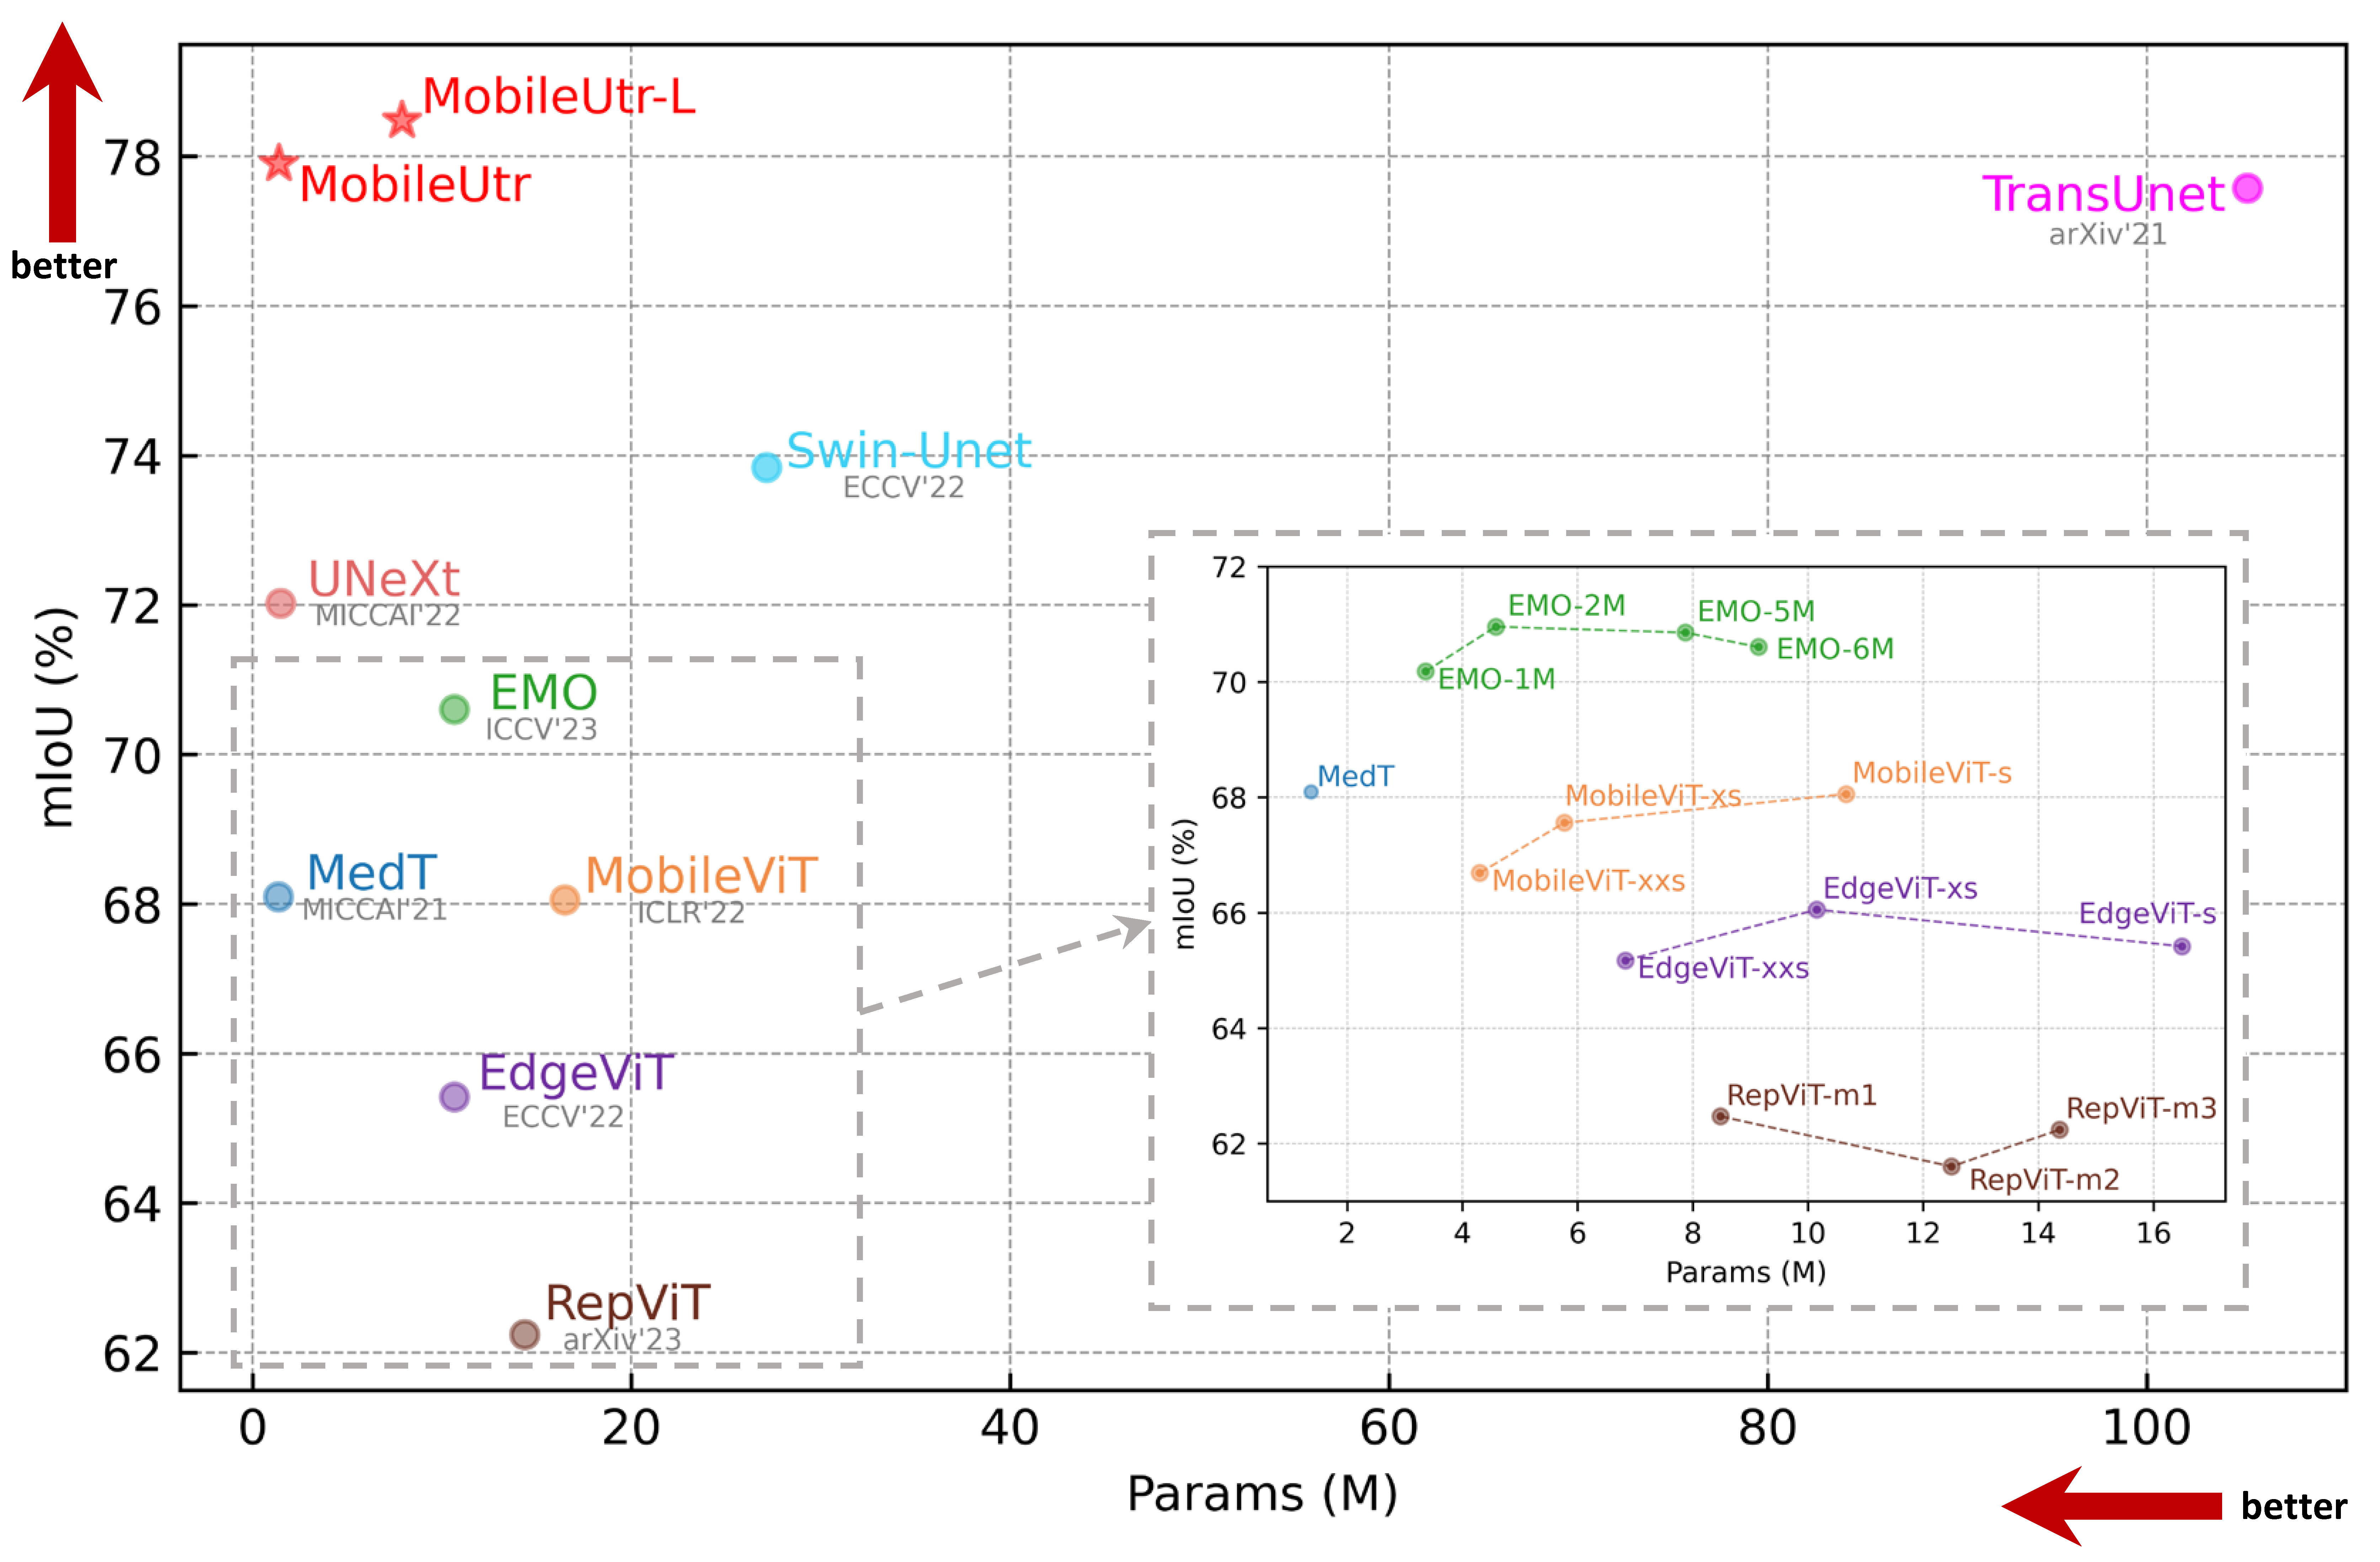 MobileUtr-L
78
MobileUtr
TransUnet
arXiv'21
better
76
74
Swin-Unet
ECCV'22
UNeXt
72
MICCAI'22
EMO
ICCV'23
mIoU (%)
70
MedT
MICCAI'21
MobileViT
ICLR'22
68
66
EdgeViT
ECCV'22
64
RepViT
arXiv'23
62
0 20 40 60 80 100
Params (M)
better
72
EMO-2M
EMO-5M
EMO-6M
EMO-1M
70
MedT
MobileViT-s
MobileViT-xs
68
mIoU (%)
MobileViT-xxs
EdgeViT-xs
66
EdgeViT-s
EdgeViT-xxs
64
RepViT-m1
RepViT-m3
62
RepViT-m2
2 4 6 8 10 12 14 16
Params (M)